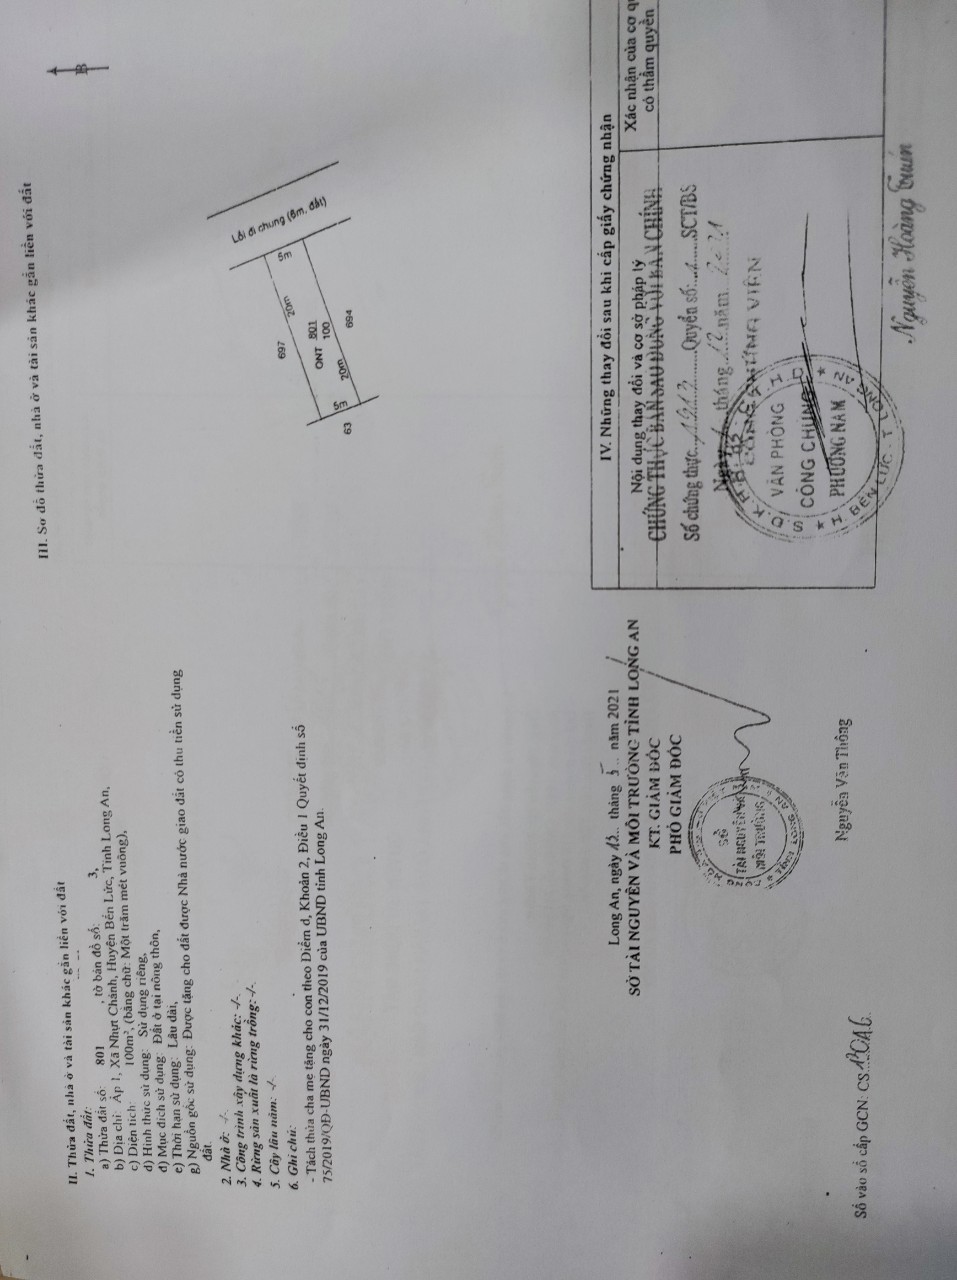 II. Thửa đất, nhà ở và tài sản khác gắn liền với đất
1. Thửa đất:
a) Thửa đất số: 801 , tờ bản đồ số: 3,
b) Địa chỉ: Ấp 1, Xã Nhựt Chánh, Huyện Bến Lức, Tỉnh Long An,
c) Diện tích: 100m², (bằng chữ: Một trăm mét vuông),
d) Hình thức sử dụng: Sử dụng riêng,
đ) Mục đích sử dụng: Đất ở tại nông thôn,
e) Thời hạn sử dụng: Lâu dài,
g) Nguồn gốc sử dụng: Được tặng cho đất được Nhà nước giao đất có thu tiền sử dụng
đất.
2. Nhà ở: -/-.
3. Công trình xây dựng khác: -/-.
4. Rừng sản xuất là rừng trồng: -/-.
5. Cây lâu năm: -/-
6. Ghi chú:
- Tách thửa cha mẹ tặng cho con theo Điểm d, Khoản 2, Điều 1 Quyết định số
75/2019/QĐ-UBND ngày 31/12/2019 của UBND tỉnh Long An.
Long An, ngày 13 tháng 5 năm 2021
SỞ TÀI NGUYÊN VÀ MÔI TRƯỜNG TỈNH LONG AN
KT. GIÁM ĐỐC
PHÓ GIÁM ĐỐC
SỞ
TÀI NGUYÊN VÀ
MÔI TRƯỜNG
TỈNH LONG AN
Nguyễn Văn Thông
Số vào sổ cấp GCN: CS
III. Sơ đồ thửa đất, nhà ở và tài sản khác gắn liền với đất
B
697
20m
5m
Lối đi chung (6m, đất)
ONT 801
100
63
5m
20m
694
IV. Những thay đổi sau khi cấp giấy chứng nhận
Nội dung thay đổi và cơ sở pháp lý
Xác nhận của cơ qu
có thẩm quyền
CHỨNG THỰC BẢN SAO ĐÚNG VỚI BẢN CHÍNH
Số chứng thực 1913 Quyển số: 1 SCT/BS
Ngày 1 tháng 12 năm 2021
CÔNG CHỨNG VIÊN
VĂN PHÒNG
CÔNG CHỨNG
PHƯƠNG NAM
H. BẾN LỨC - T. LONG AN
Nguyễn Hoàng Tuấn